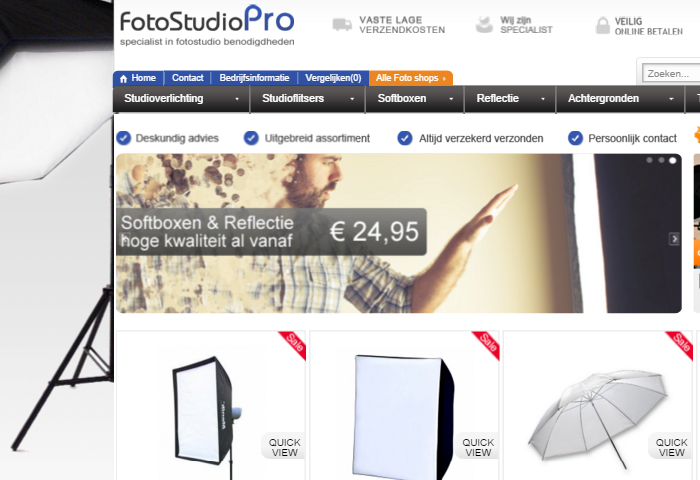 FotoStudioPro
specialist in fotostudio benodigdheden
VASTE LAGE
VERZENDKOSTEN
Wij zijn
SPECIALIST
VEILIG
ONLINE BETALEN
Home
Contact
Bedrijfsinformatie
Vergelijken(0)
Alle Foto shops ›
Zoeken...
Studioverlichting
Studioflitsers
Softboxen
Reflectie
Achtergronden
Deskundig advies
Uitgebreid assortiment
Altijd verzekerd verzonden
Persoonlijk contact
Softboxen & Reflectie
hoge kwaliteit al vanaf
€ 24,95
Sale
Sale
Sale
QUICK
VIEW
QUICK
VIEW
QUICK
VIEW